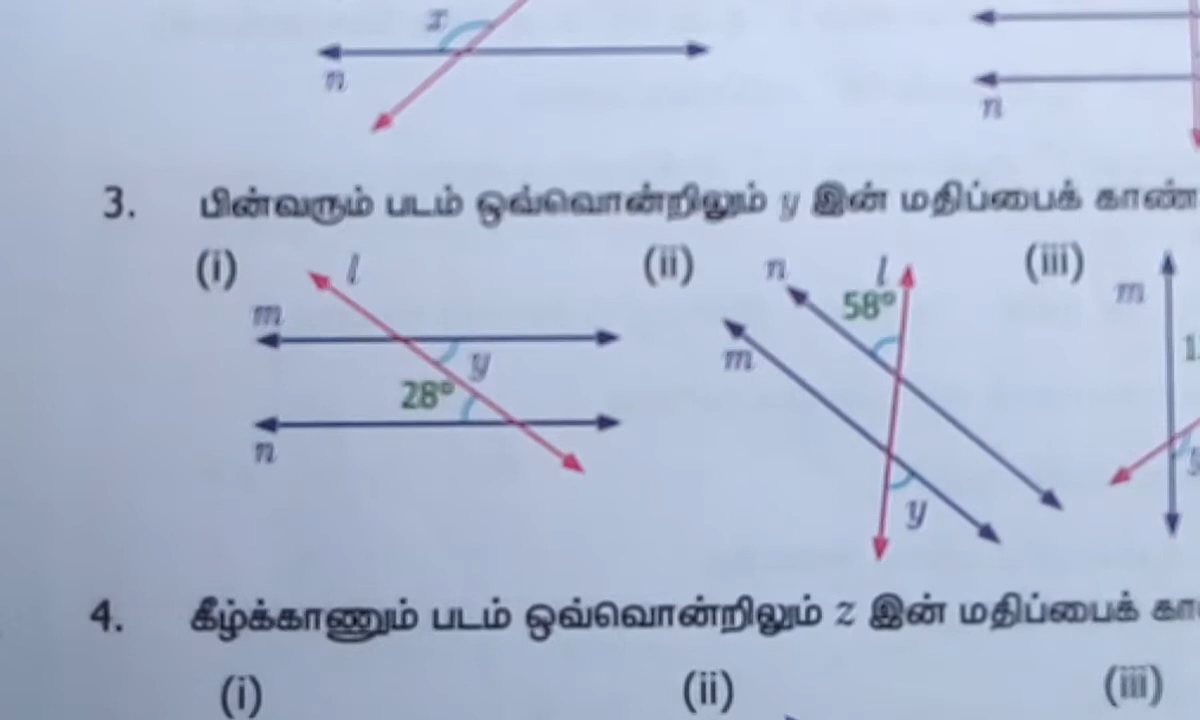 x
n
n
3. பின்வரும் படம் ஒவ்வொன்றிலும் y இன் மதிப்பைக் காண்
(i) l (ii) n l (iii)
m 58° m
m
y
28°
n
y
4. கீழ்க்காணும் படம் ஒவ்வொன்றிலும் z இன் மதிப்பைக் கா
(i) (ii) (iii)